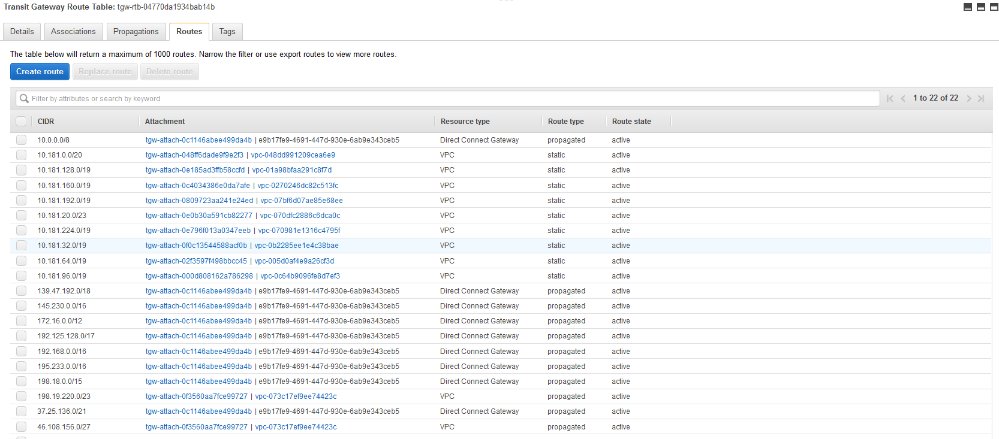 Transit Gateway Route Table: tgw-rtb-04770da1934bab14b
Details Associations Propagations Routes Tags
The table below will return a maximum of 1000 routes. Narrow the filter or use export routes to view more routes.
Create route Replace route Delete route
Filter by attributes or search by keyword 1 to 22 of 22
CIDR Attachment Resource type Route type Route state
10.0.0.0/8 tgw-attach-0c1146abee499da4b | e9b17fe9-4691-447d-930e-6ab9e343ceb5 Direct Connect Gateway propagated active
10.181.0.0/20 tgw-attach-048ff6dade9f9e2f3 | vpc-048dd991209cea6e9 VPC static active
10.181.128.0/19 tgw-attach-0e185ad3ffb58ccfd | vpc-01a98bfaa291c8f7d VPC static active
10.181.160.0/19 tgw-attach-0c4034386e0da7afe | vpc-0270246dc82c513fc VPC static active
10.181.192.0/19 tgw-attach-0809723aa241e24ed | vpc-07bf6d07ae85e68ee VPC static active
10.181.20.0/23 tgw-attach-0e0b30a591cb82277 | vpc-070dfc2886c6dca0c VPC static active
10.181.224.0/19 tgw-attach-0e796f013a0347eeb | vpc-070981e1316c4795f VPC static active
10.181.32.0/19 tgw-attach-0f0c13544588acf0b | vpc-0b2285ee1e4c38bae VPC static active
10.181.64.0/19 tgw-attach-02f3597f498bbcc45 | vpc-005d0af4e9a26cf3d VPC static active
10.181.96.0/19 tgw-attach-000d808162a786298 | vpc-0c64b9096fe8d7ef3 VPC static active
139.47.192.0/18 tgw-attach-0c1146abee499da4b | e9b17fe9-4691-447d-930e-6ab9e343ceb5 Direct Connect Gateway propagated active
145.230.0.0/16 tgw-attach-0c1146abee499da4b | e9b17fe9-4691-447d-930e-6ab9e343ceb5 Direct Connect Gateway propagated active
172.16.0.0/12 tgw-attach-0c1146abee499da4b | e9b17fe9-4691-447d-930e-6ab9e343ceb5 Direct Connect Gateway propagated active
192.125.128.0/17 tgw-attach-0c1146abee499da4b | e9b17fe9-4691-447d-930e-6ab9e343ceb5 Direct Connect Gateway propagated active
192.168.0.0/16 tgw-attach-0c1146abee499da4b | e9b17fe9-4691-447d-930e-6ab9e343ceb5 Direct Connect Gateway propagated active
195.233.0.0/16 tgw-attach-0c1146abee499da4b | e9b17fe9-4691-447d-930e-6ab9e343ceb5 Direct Connect Gateway propagated active
198.18.0.0/15 tgw-attach-0c1146abee499da4b | e9b17fe9-4691-447d-930e-6ab9e343ceb5 Direct Connect Gateway propagated active
198.19.220.0/23 tgw-attach-0f3560aa7fce99727 | vpc-073c17ef9ee74423c VPC propagated active
37.25.136.0/21 tgw-attach-0c1146abee499da4b | e9b17fe9-4691-447d-930e-6ab9e343ceb5 Direct Connect Gateway propagated active
46.108.156.0/27 tgw-attach-0f3560aa7fce99727 | vpc-073c17ef9ee74423c VPC propagated active